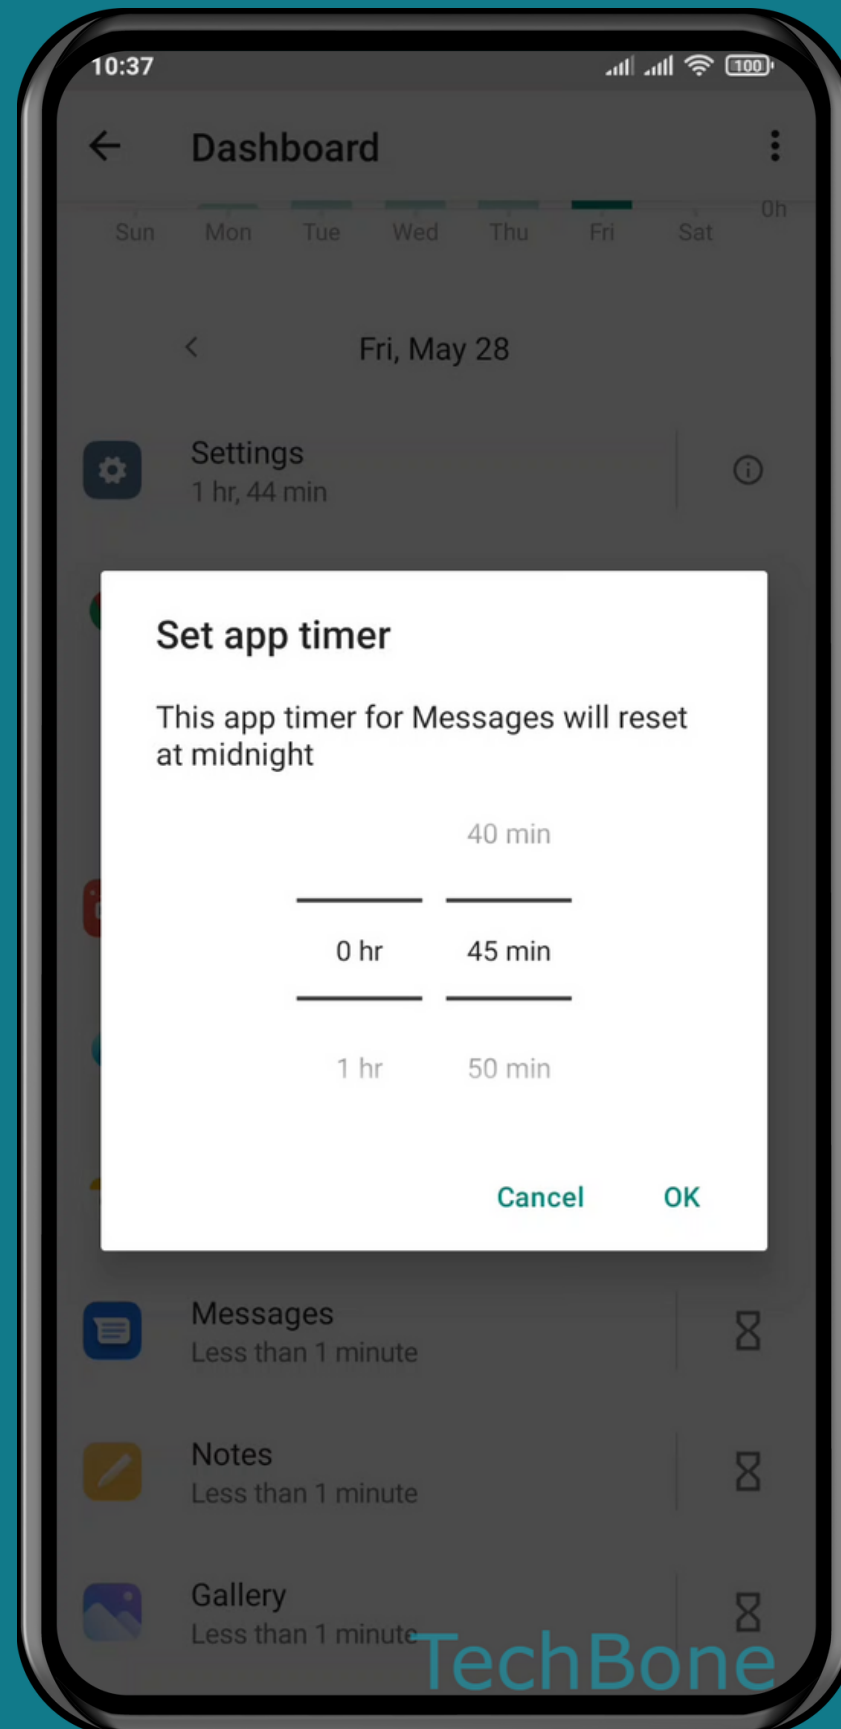 10:37
100
Dashboard
0h
Sun Mon Tue Wed Thu Fri Sat
Fri, May 28
Settings
1 hr, 44 min
Set app timer
This app timer for Messages will reset
at midnight
40 min
0 hr 45 min
1 hr 50 min
Cancel OK
Messages
Less than 1 minute
Notes
Less than 1 minute
Gallery
Less than 1 minute
TechBone